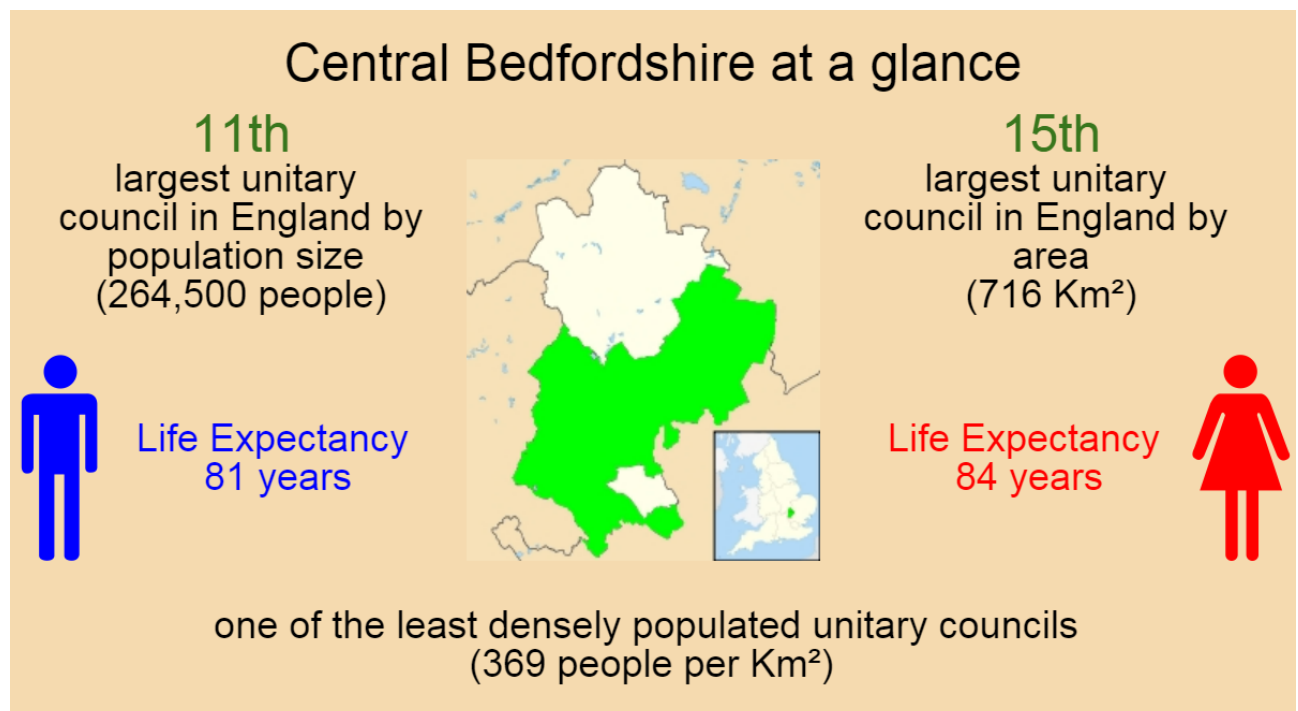 Central Bedfordshire at a glance
11th
largest unitary
council in England by
population size
(264,500 people)
15th
largest unitary
council in England by
area
(716 Km²)
Life Expectancy
81 years
Life Expectancy
84 years
one of the least densely populated unitary councils
(369 people per Km²)